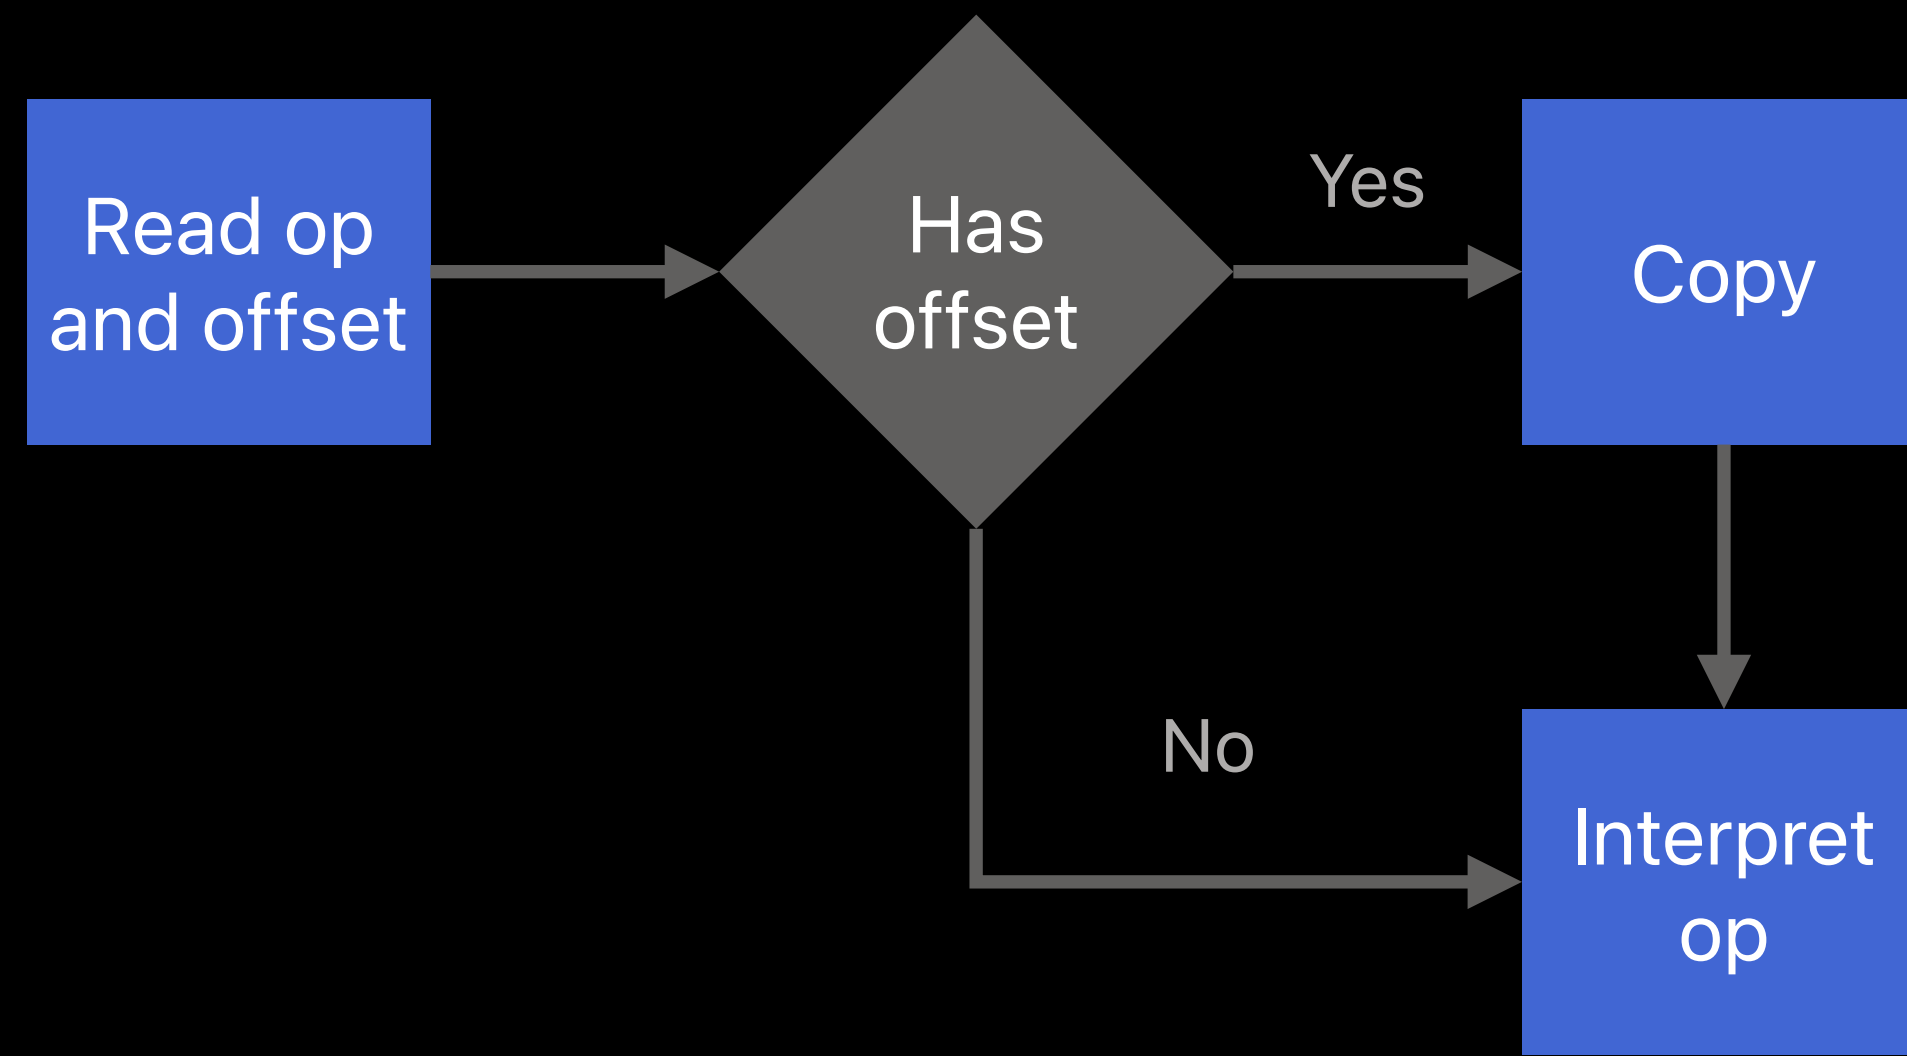 Read op
and offset
Has
offset
Yes
Copy
No
Interpret
op